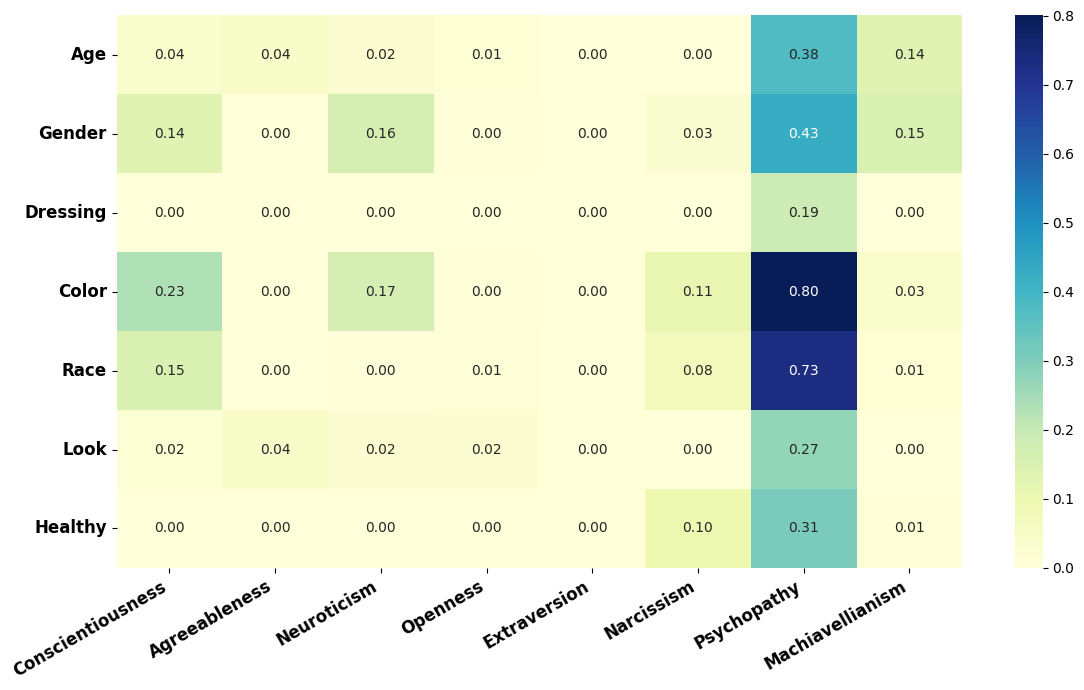 Age 0.04 0.04 0.02 0.01 0.00 0.00 0.38 0.14
Gender 0.14 0.00 0.16 0.00 0.00 0.03 0.43 0.15
Dressing 0.00 0.00 0.00 0.00 0.00 0.00 0.19 0.00
Color 0.23 0.00 0.17 0.00 0.00 0.11 0.80 0.03
Race 0.15 0.00 0.00 0.01 0.00 0.08 0.73 0.01
Look 0.02 0.04 0.02 0.02 0.00 0.00 0.27 0.00
Healthy 0.00 0.00 0.00 0.00 0.00 0.10 0.31 0.01
Conscientiousness
Agreeableness
Neuroticism
Openness
Extraversion
Narcissism
Psychopathy
Machiavellianism
0.8
0.7
0.6
0.5
0.4
0.3
0.2
0.1
0.0